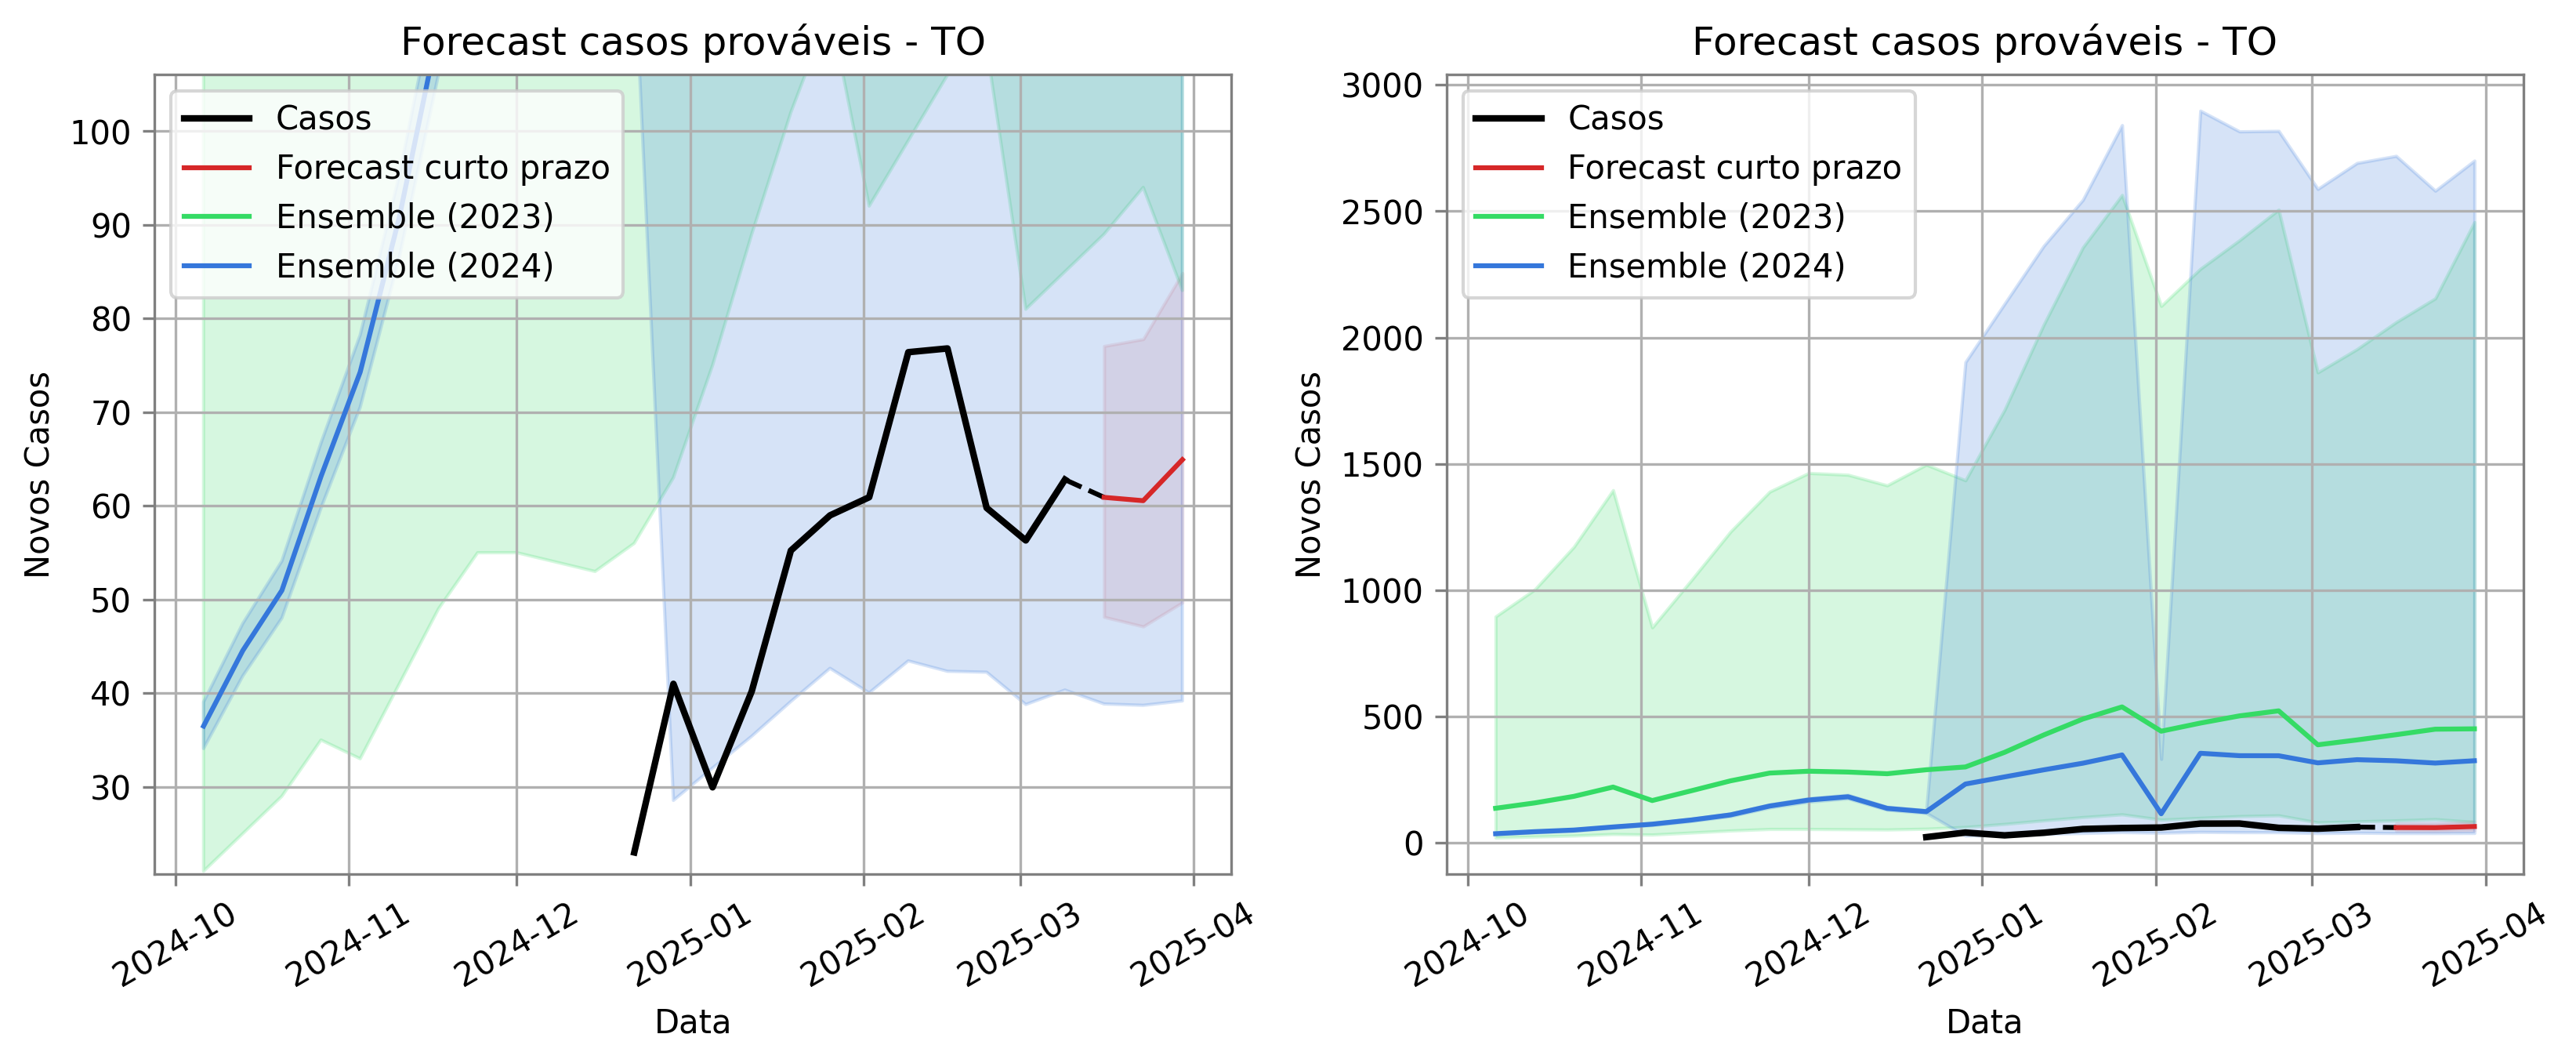 Forecast casos prováveis - TO
Novos Casos
100
90
80
70
60
50
40
30
Casos
Forecast curto prazo
Ensemble (2023)
Ensemble (2024)
2024-10
2024-11
2024-12
2025-01
2025-02
2025-03
2025-04
Data
Forecast casos prováveis - TO
Novos Casos
3000
2500
2000
1500
1000
500
0
Casos
Forecast curto prazo
Ensemble (2023)
Ensemble (2024)
2024-10
2024-11
2024-12
2025-01
2025-02
2025-03
2025-04
Data